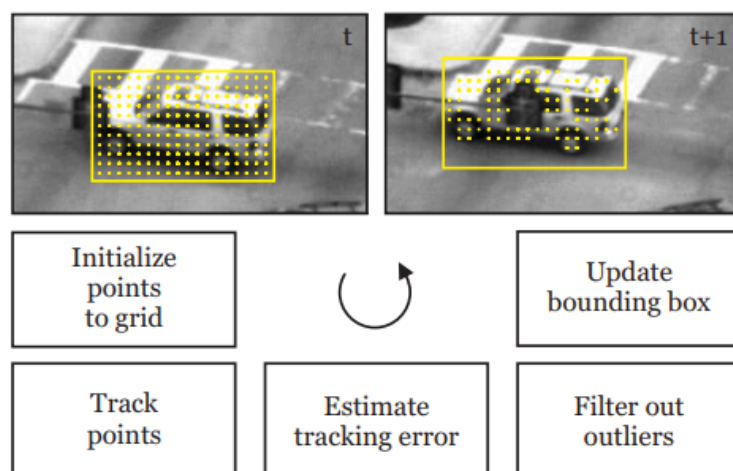 t
t+1
Initialize
points
to grid
Update
bounding box
Track
points
Estimate
tracking error
Filter out
outliers